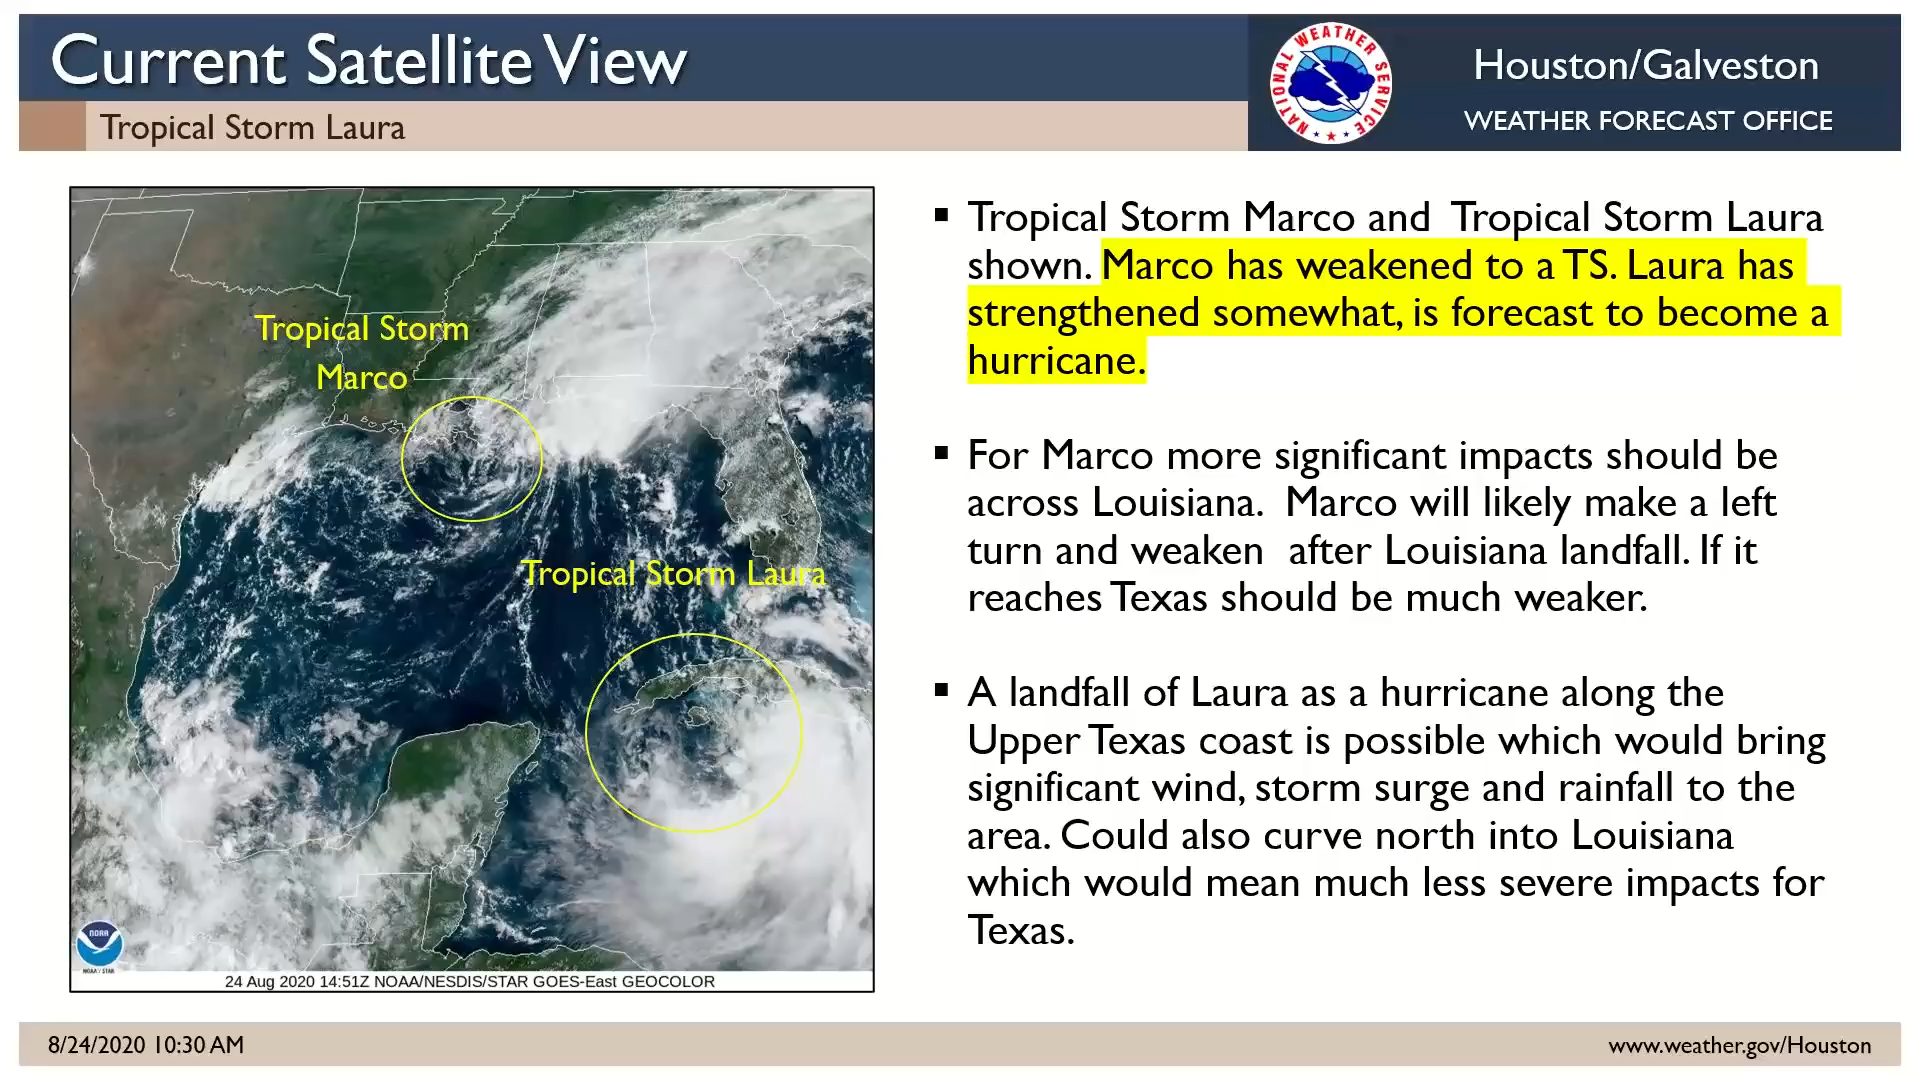 Current Satellite View
Tropical Storm Laura
NATIONAL WEATHER SERVICE
Houston/Galveston
WEATHER FORECAST OFFICE
Tropical Storm
Marco
Tropical Storm Laura
NOAA
NOAA / STAR
24 Aug 2020 14:51Z NOAA/NESDIS/STAR GOES-East GEOCOLOR
▪ Tropical Storm Marco and Tropical Storm Laura
shown. Marco has weakened to a TS. Laura has
strengthened somewhat, is forecast to become a
hurricane.
▪ For Marco more significant impacts should be
across Louisiana. Marco will likely make a left
turn and weaken after Louisiana landfall. If it
reaches Texas should be much weaker.
▪ A landfall of Laura as a hurricane along the
Upper Texas coast is possible which would bring
significant wind, storm surge and rainfall to the
area. Could also curve north into Louisiana
which would mean much less severe impacts for
Texas.
8/24/2020 10:30 AM
www.weather.gov/Houston